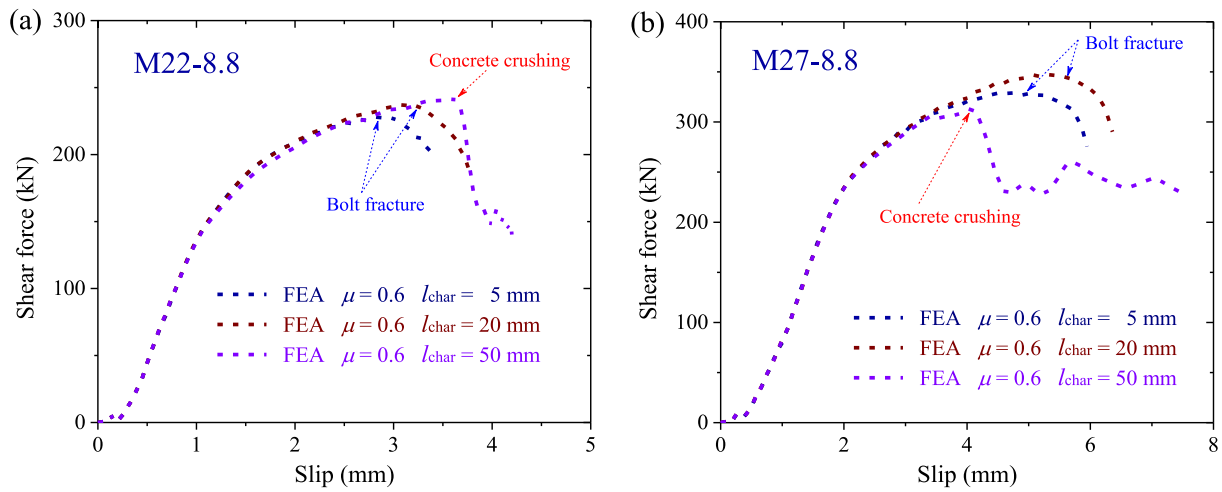 (a)
M22-8.8
Concrete crushing
Bolt fracture
FEA μ = 0.6 lchar = 5 mm
FEA μ = 0.6 lchar = 20 mm
FEA μ = 0.6 lchar = 50 mm
Shear force (kN)
300
200
100
0
0 1 2 3 4 5
Slip (mm)
(b)
M27-8.8
Bolt fracture
Concrete crushing
FEA μ = 0.6 lchar = 5 mm
FEA μ = 0.6 lchar = 20 mm
FEA μ = 0.6 lchar = 50 mm
Shear force (kN)
400
300
200
100
0
0 2 4 6 8
Slip (mm)